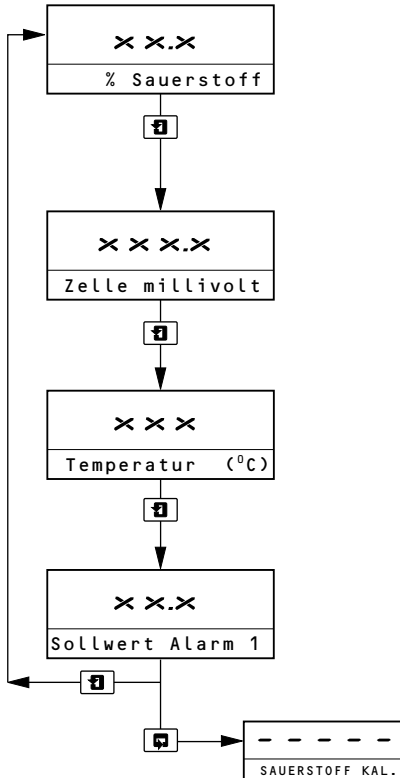 ××.×
% Sauerstoff
×××.×
Zelle millivolt
×××
Temperatur (⁰C)
××.×
Sollwert Alarm 1
– – – – –
SAUERSTOFF KAL.